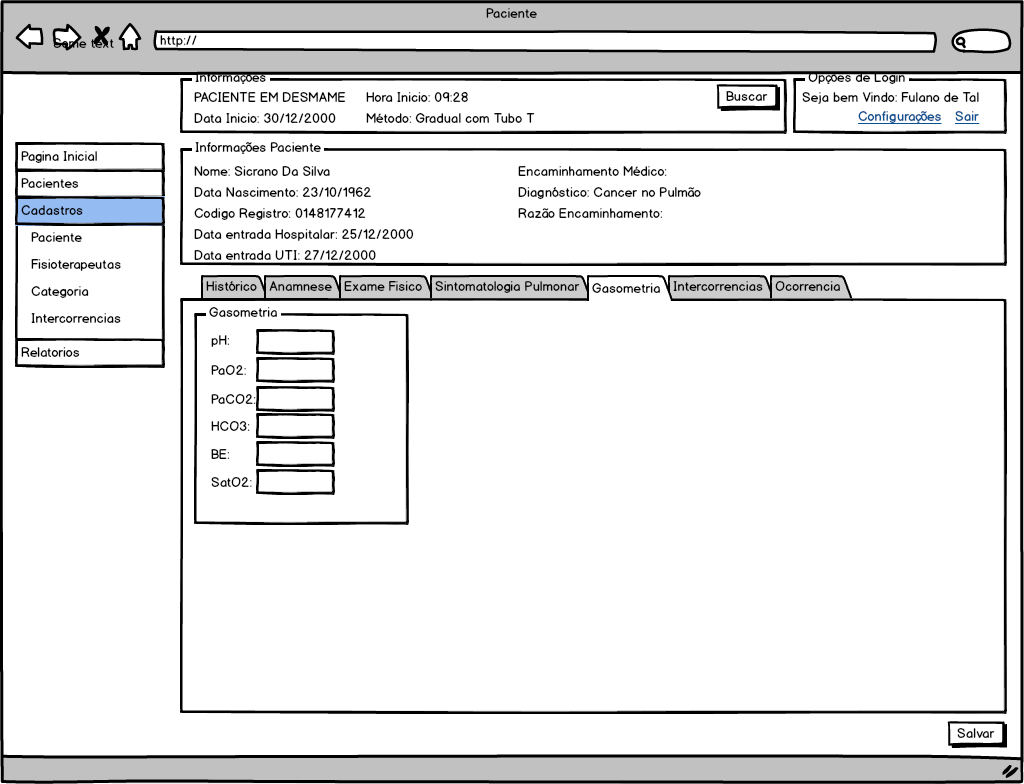 Paciente
Some text
http://
Informações
PACIENTE EM DESMAME
Hora Inicio: 09:28
Buscar
Data Inicio: 30/12/2000
Método: Gradual com Tubo T
Opções de Login
Seja bem Vindo: Fulano de Tal
Configurações
Sair
Pagina Inicial
Pacientes
Cadastros
Paciente
Fisioterapeutas
Categoria
Intercorrencias
Relatorios
Informações Paciente
Nome: Sicrano Da Silva
Data Nascimento: 23/10/1962
Codigo Registro: 0148177412
Data entrada Hospitalar: 25/12/2000
Data entrada UTI: 27/12/2000
Encaminhamento Médico:
Diagnóstico: Cancer no Pulmão
Razão Encaminhamento:
Histórico
Anamnese
Exame Fisico
Sintomatologia Pulmonar
Gasometria
Intercorrencias
Ocorrencia
Gasometria
pH:
PaO2:
PaCO2:
HCO3:
BE:
SatO2:
Salvar